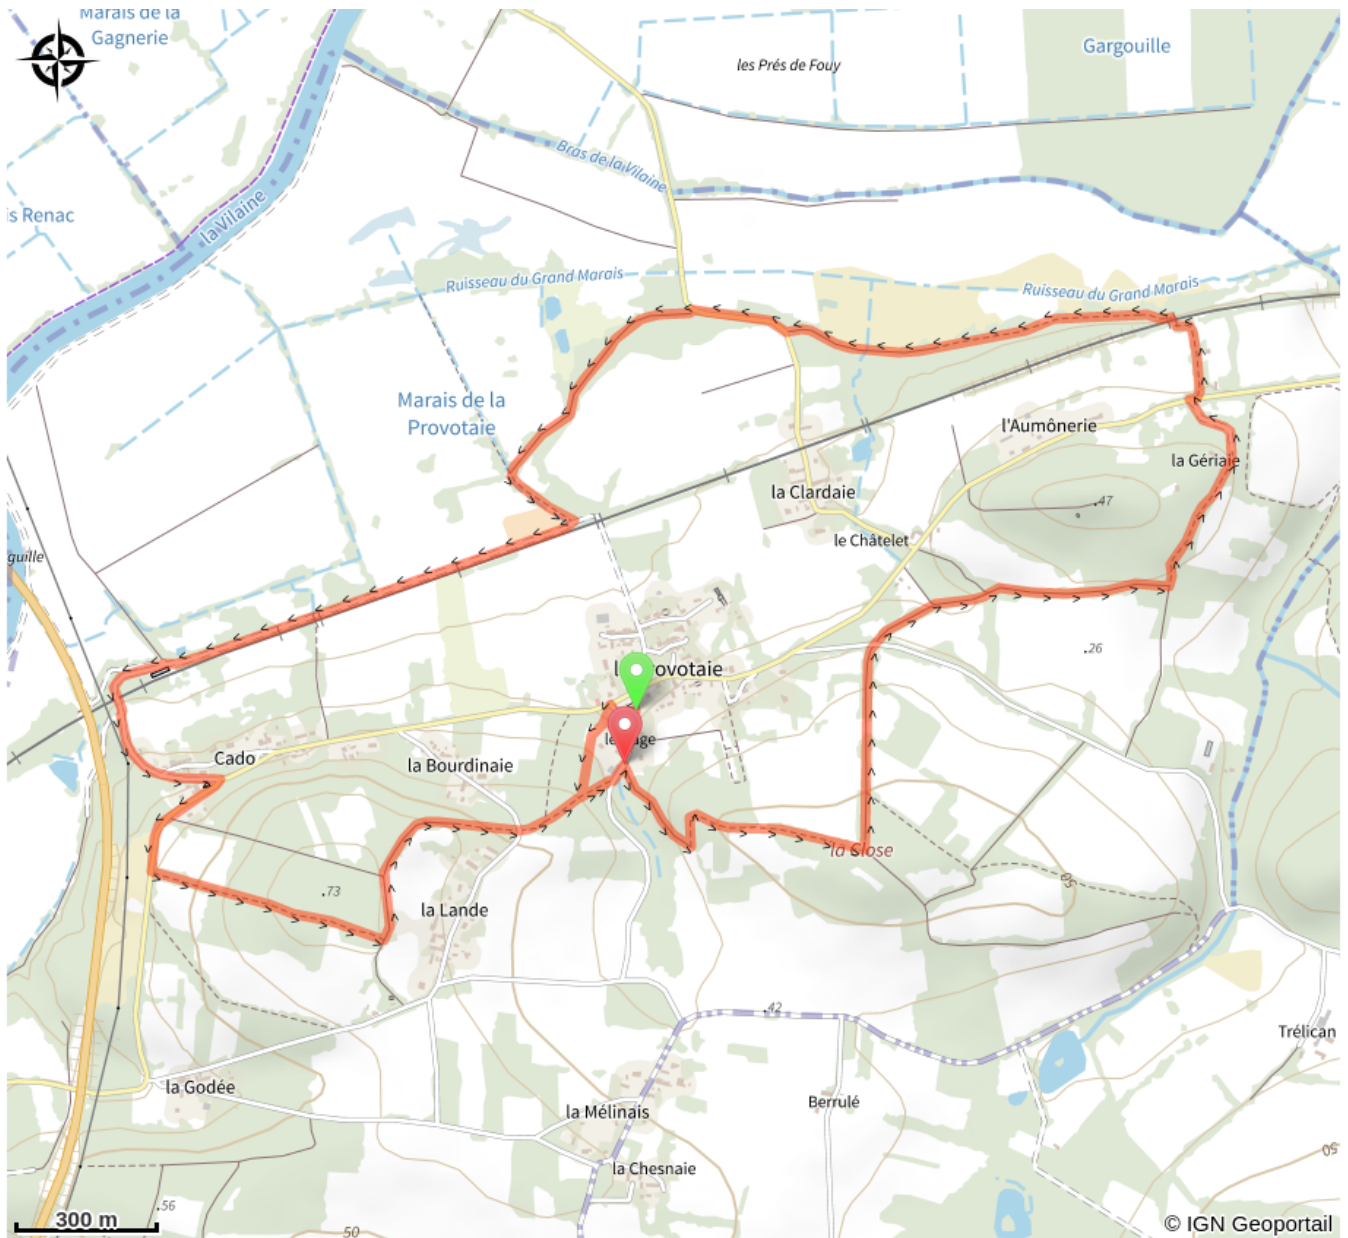 Marais de la
Gagnerie
les Prés de Fouy
Gargouille
Bras de la Vilaine
la Vilaine
is Renac
Ruisseau du Grand Marais
Ruisseau du Grand Marais
Marais de la
Provotaie
l'Aumônerie
la Gériaie
la Clardaie
47
le Châtelet
guille
26
Provotaie
Cado
la Bourdinaie
la Close
50
73
la Lande
42
Trélican
la Godée
Berrulé
la Mélinais
la Chesnaie
50
56
50
300 m
© IGN Geoportail